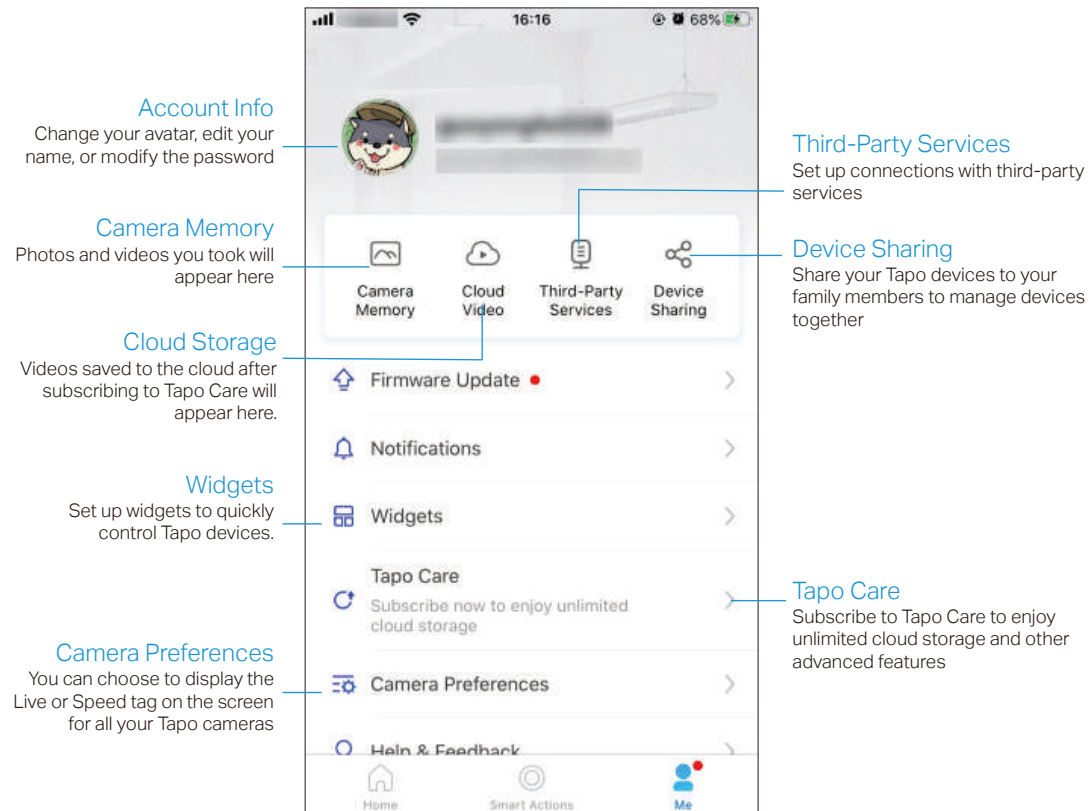 16:16
68%
Account Info
Change your avatar, edit your
name, or modify the password
Camera Memory
Photos and videos you took will
appear here
Cloud Storage
Videos saved to the cloud after
subscribing to Tapo Care will
appear here.
Widgets
Set up widgets to quickly
control Tapo devices.
Camera Preferences
You can choose to display the
Live or Speed tag on the screen
for all your Tapo cameras
Camera
Memory
Cloud
Video
Third-Party
Services
Device
Sharing
Firmware Update
Notifications
Widgets
Tapo Care
Subscribe now to enjoy unlimited
cloud storage
Camera Preferences
Help & Feedback
Home
Smart Actions
Me
Third-Party Services
Set up connections with third-party
services
Device Sharing
Share your Tapo devices to your
family members to manage devices
together
Tapo Care
Subscribe to Tapo Care to enjoy
unlimited cloud storage and other
advanced features